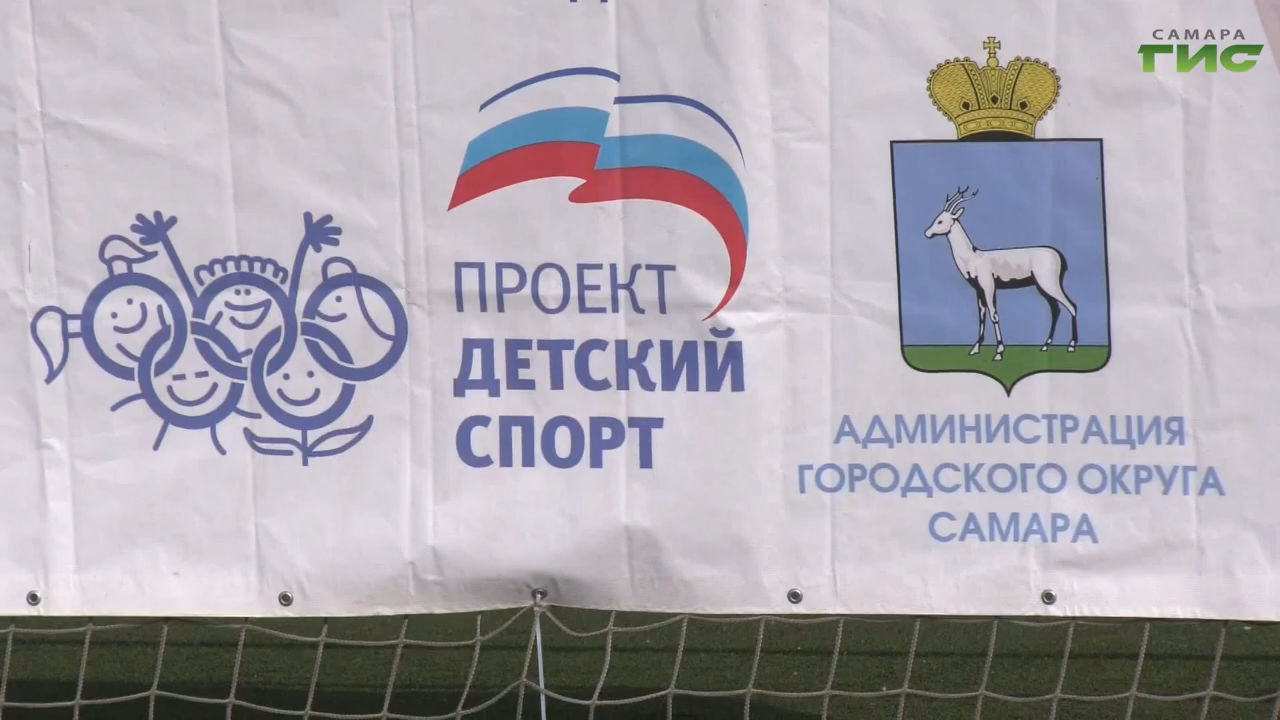 САМАРА
ГИС
ПРОЕКТ
ДЕТСКИЙ
СПОРТ
АДМИНИСТРАЦИЯ
ГОРОДСКОГО ОКРУГА
САМАРА